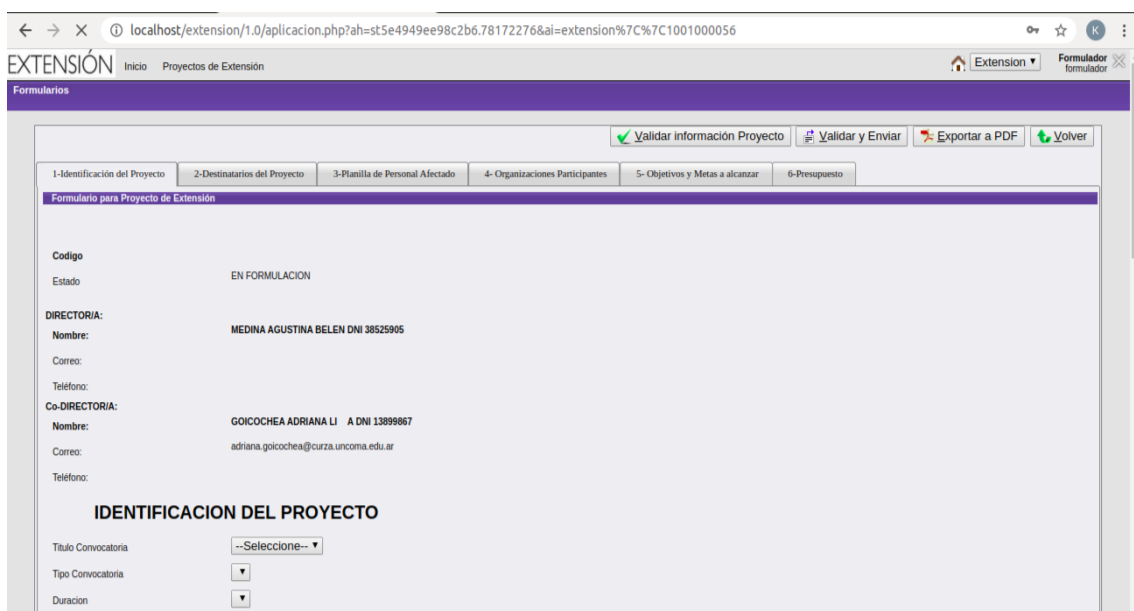 localhost/extension/1.0/aplicacion.php?ah=st5e4949ee98c2b6.78172276&ai=extension%7C%7C1001000056
K
EXTENSIÓN Inicio Proyectos de Extensión Extension Formulador
formulador
Formularios
Validar información Proyecto Validar y Enviar Exportar a PDF Volver
1-Identificación del Proyecto 2-Destinatarios del Proyecto 3-Planilla de Personal Afectado 4- Organizaciones Participantes 5- Objetivos y Metas a alcanzar 6-Presupuesto
Formulario para Proyecto de Extensión
Codigo
Estado EN FORMULACION
DIRECTOR/A:
Nombre: MEDINA AGUSTINA BELEN DNI 38525905
Correo:
Teléfono:
Co-DIRECTOR/A:
Nombre: GOICOCHEA ADRIANA LI A DNI 13899867
Correo: adriana.goicochea@curza.uncoma.edu.ar
Teléfono:
IDENTIFICACION DEL PROYECTO
Titulo Convocatoria --Seleccione--
Tipo Convocatoria
Duracion